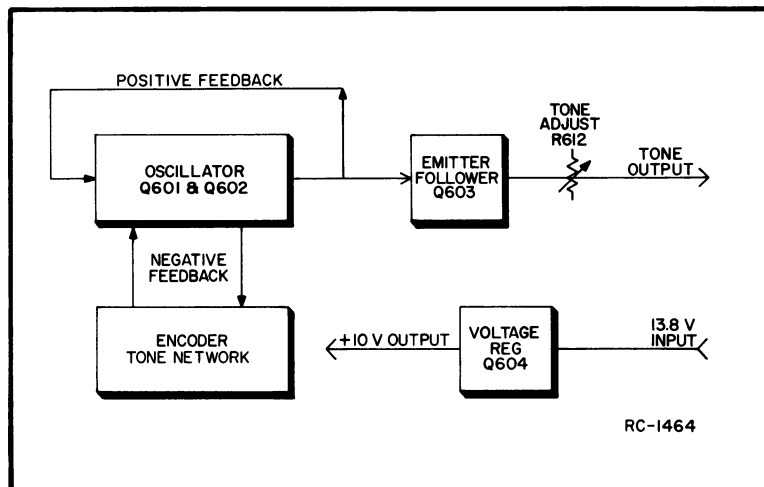 POSITIVE FEEDBACK
OSCILLATOR
Q601 & Q602
EMITTER
FOLLOWER
Q603
TONE
ADJUST
R612
TONE
OUTPUT
NEGATIVE
FEEDBACK
ENCODER
TONE NETWORK
+10 V OUTPUT
VOLTAGE
REG
Q604
13.8 V
INPUT
RC-1464